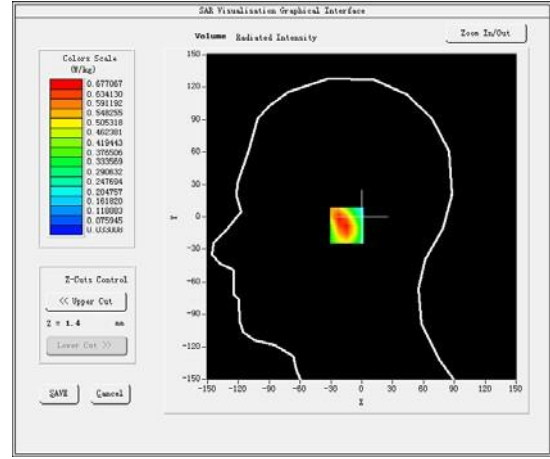 SAR Visualisation Graphical Interface
Volume Radiated Intensity
Zoom In/Out
Colors Scale
(W/kg)
0.677067
0.634130
0.591192
0.548255
0.505318
0.462381
0.419443
0.376506
0.333569
0.290632
0.247694
0.204757
0.161820
0.118883
0.075945
0.033008
Z-Cuts Control
<< Upper Cut
Z = 1.4 mm
Lower Cut >>
SAVE
Cancel
150
120
90
60
30
0
-30
-60
-90
-120
-150
Y
-150 -120 -90 -60 -30 0 30 60 90 120 150
X